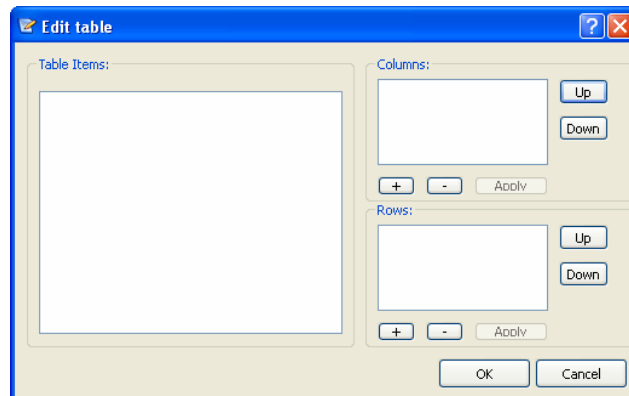 Edit table
Table Items:
Columns:
Up
Down
+ - Apply
Rows:
Up
Down
+ - Apply
OK Cancel